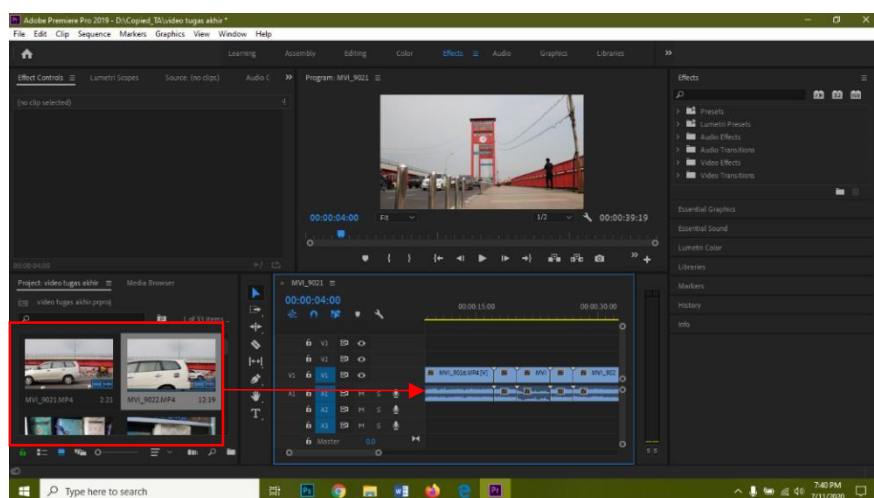 Adobe Premiere Pro 2019 - D:\Copied_TA\video tugas akhir *
File Edit Clip Sequence Markers Graphics View Window Help
Learning Assembly Editing Color Effects Audio Graphics Libraries
Effect Controls Lumetri Scopes Source: (no clips) Audio C
Program: MVI_9021
Effects
(no clip selected)
Presets
Lumetri Presets
Audio Effects
Audio Transitions
Video Effects
Video Transitions
Essential Graphics
Essential Sound
Lumetri Color
Libraries
Markers
History
Info
00:00:04:00 Fit 1/2 00:00:39:19
00:00:04:00
Project: video tugas akhir Media Browser
video tugas akhir.prproj
1 of 33 items
MVI_9021.MP4 2:21
MVI_9022.MP4 12:19
MVI_9021
00:00:04:00
00:00:15:00 00:00:30:00
V3
V2
V1 V1
A1 A1 M S
A2 M S
A3 M S
Master 0.0
MVI_9016.MP4 [V] MVI MVI_902
S S
Type here to search
7:40 PM
7/11/2020